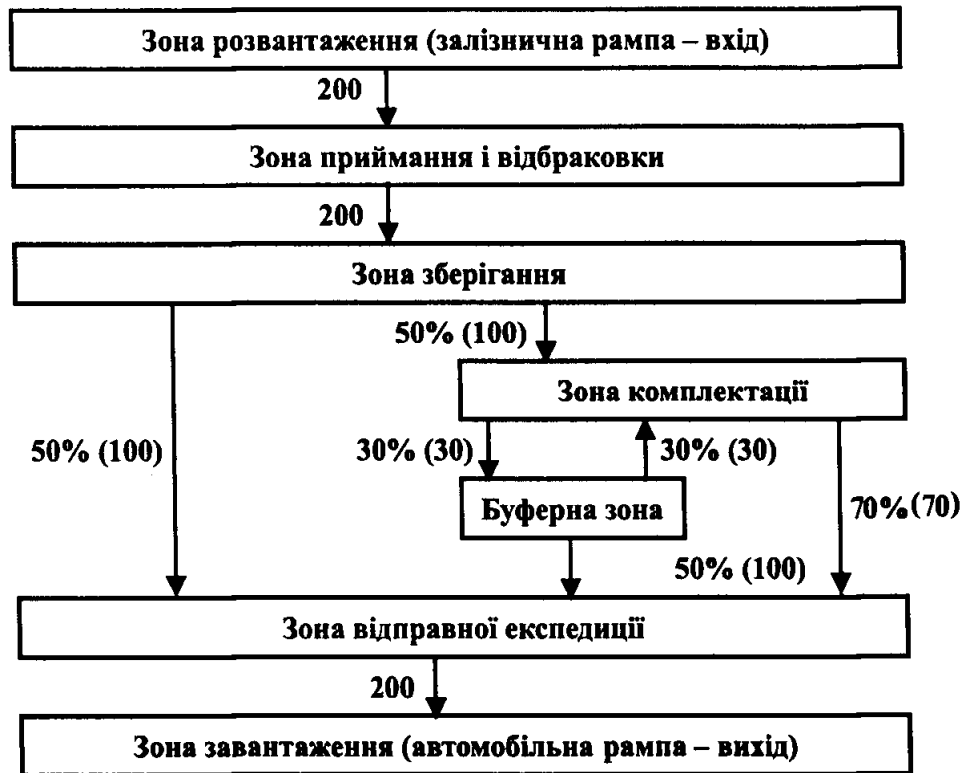 Зона розвантаження (залізнична рампа – вхід)
200
Зона приймання і відбраковки
200
Зона зберігання
50% (100)
Зона комплектації
50% (100)
30% (30)
30% (30)
Буферна зона
70%(70)
50% (100)
Зона відправної експедиції
200
Зона завантаження (автомобільна рампа – вихід)